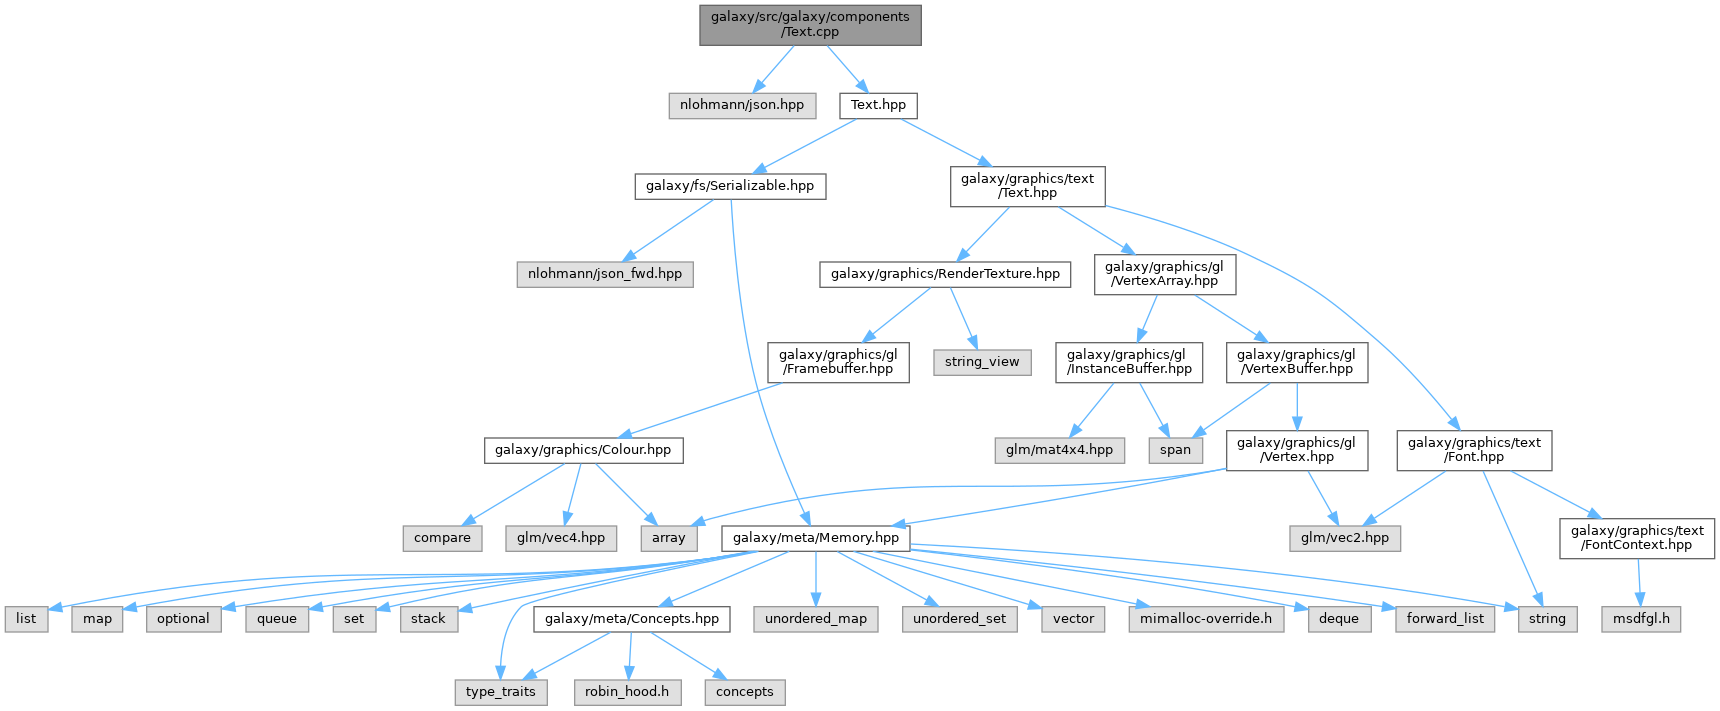 galaxy/src/galaxy/components
/Text.cpp
nlohmann/json.hpp
Text.hpp
galaxy/fs/Serializable.hpp
galaxy/graphics/text
/Text.hpp
nlohmann/json_fwd.hpp
galaxy/graphics/RenderTexture.hpp
galaxy/graphics/gl
/VertexArray.hpp
galaxy/graphics/gl
/Framebuffer.hpp
string_view
galaxy/graphics/gl
/InstanceBuffer.hpp
galaxy/graphics/gl
/VertexBuffer.hpp
galaxy/graphics/Colour.hpp
glm/mat4x4.hpp
span
galaxy/graphics/gl
/Vertex.hpp
galaxy/graphics/text
/Font.hpp
compare
glm/vec4.hpp
array
galaxy/meta/Memory.hpp
glm/vec2.hpp
galaxy/graphics/text
/FontContext.hpp
list
map
optional
queue
set
stack
galaxy/meta/Concepts.hpp
unordered_map
unordered_set
vector
mimalloc-override.h
deque
forward_list
string
msdfgl.h
type_traits
robin_hood.h
concepts